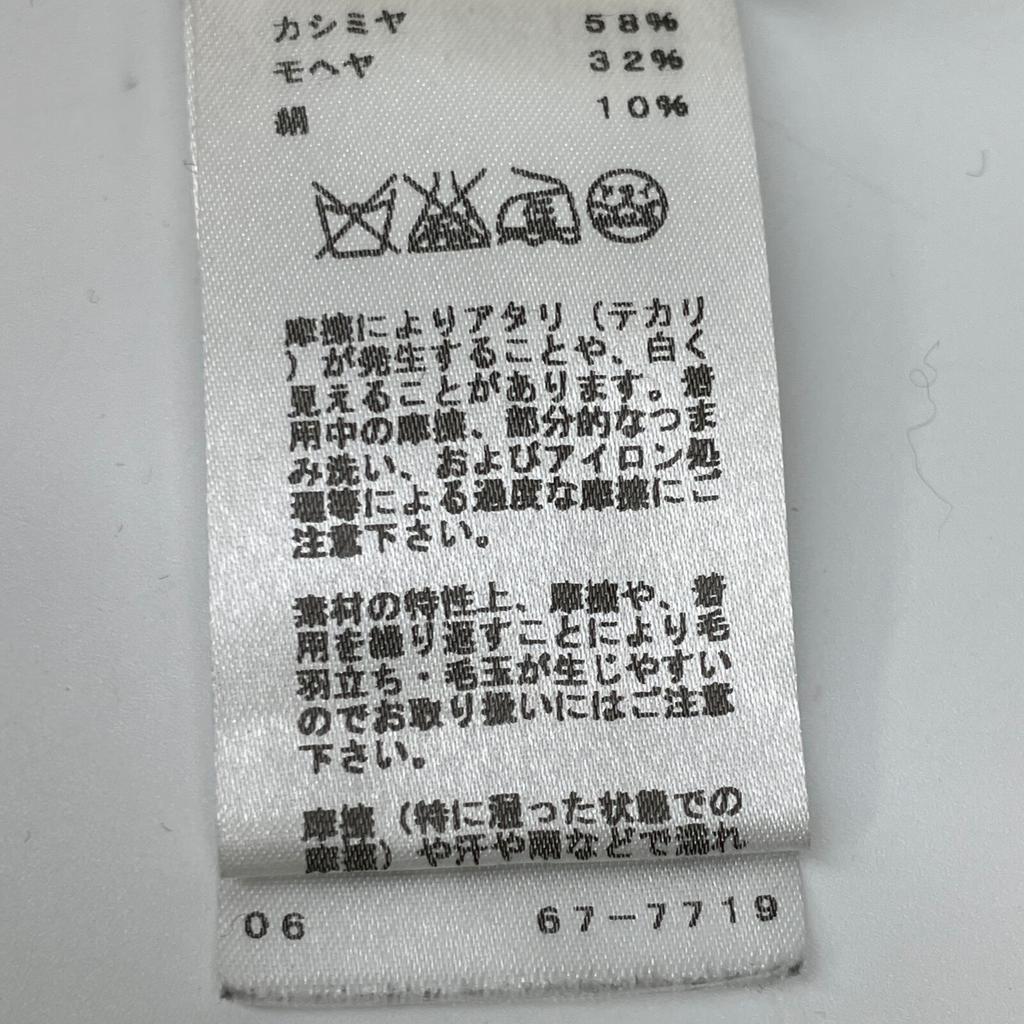 カシミヤ 58%
モヘヤ 32%
絹 10%
ドライ
摩擦によりアタリ（テカリ
）が発生することや、白く
見えることがあります。着
用中の摩擦、部分的なつま
み洗い、およびアイロン処
理等による過度な摩擦にご
注意下さい。
素材の特性上、摩擦や、着
用を繰り返すことにより毛
羽立ち・毛玉が生じやすい
のでお取り扱いにはご注意
下さい。
摩擦（特に湿った状態での
摩擦）や汗や雨などで濡れ
06 67-7719